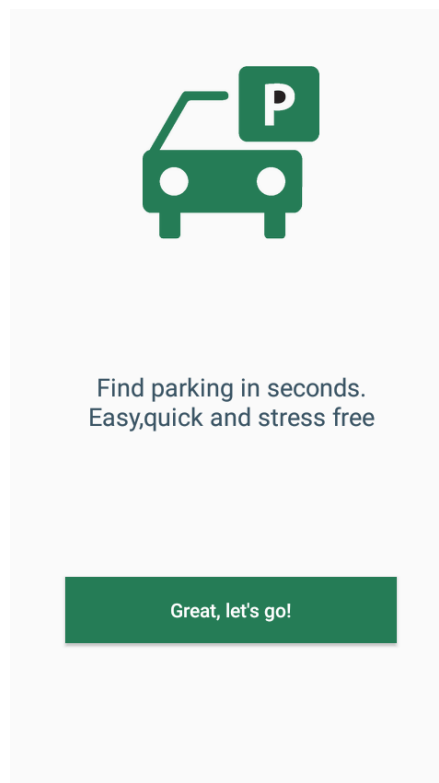 P
Find parking in seconds.
Easy,quick and stress free
Great, let's go!